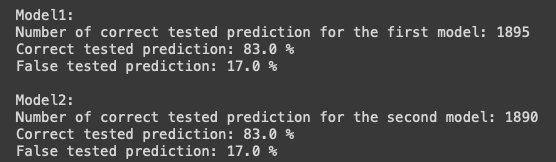 Model1:
Number of correct tested prediction for the first model: 1895
Correct tested prediction: 83.0 %
False tested prediction: 17.0 %
Model2:
Number of correct tested prediction for the second model: 1890
Correct tested prediction: 83.0 %
False tested prediction: 17.0 %